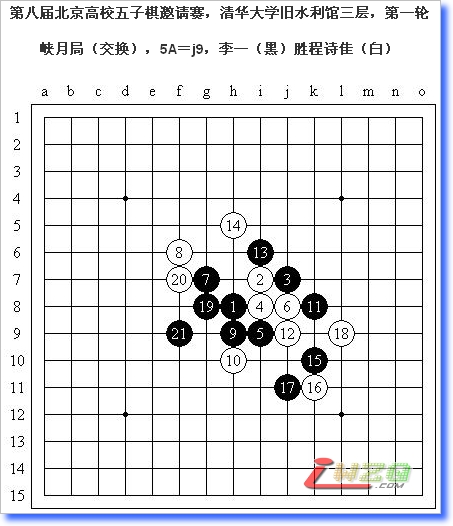 第八届北京高校五子棋邀请赛，清华大学旧水利馆三层，第一轮
峡月局（交换），5A＝j9，李一（黑）胜程诗佳（白）
a b c d e f g h i j k l m n o
1
2
3
4
5 14
6 8 13
7 20 7 2 3
8 19 1 4 6 11
9 21 9 5 12 18
10 10 15
11 17 16
12
13
14
15
iWZQ
.COM